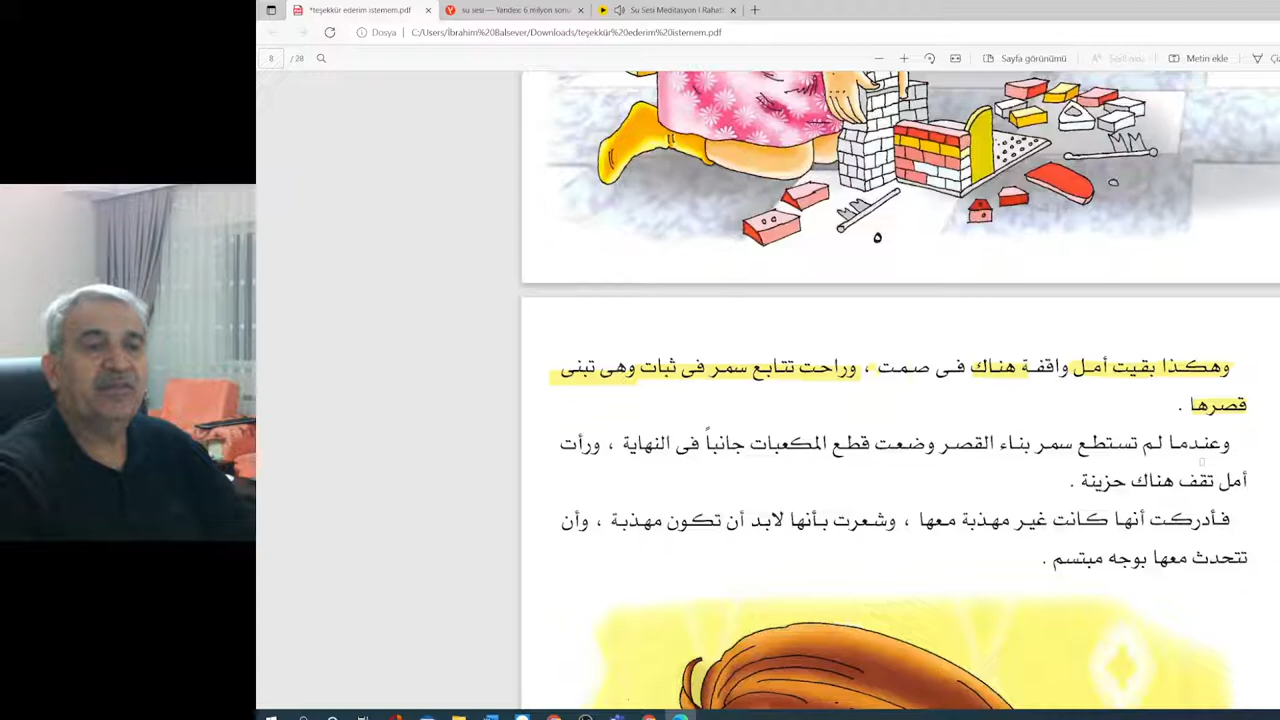 *teşekkür ederim istemem.pdf
su sesi — Yandex: 6 milyon sonu
Su Sesi Meditasyon I Rahat
Dosya
C:/Users/İbrahim%20Balsever/Downloads/teşekkür%20ederim%20istemem.pdf
8 / 28
Sayfa görünümü
Metin ekle
٥
وهكذا بقيت أمل واقفة هناك فى صمت ، وراحت تتابع سمر فى ثبات وهى تبنى
قصرها .
وعندما لم تستطع سمر بناء القصر وضعت قطع المكعبات جانباً فى النهاية ، ورأت
أمل تقف هناك حزينة .
فأدركت أنها كانت غير مهذبة معها ، وشعرت بأنها لابد أن تكون مهذبة ، وأن
تتحدث معها بوجه مبتسم .